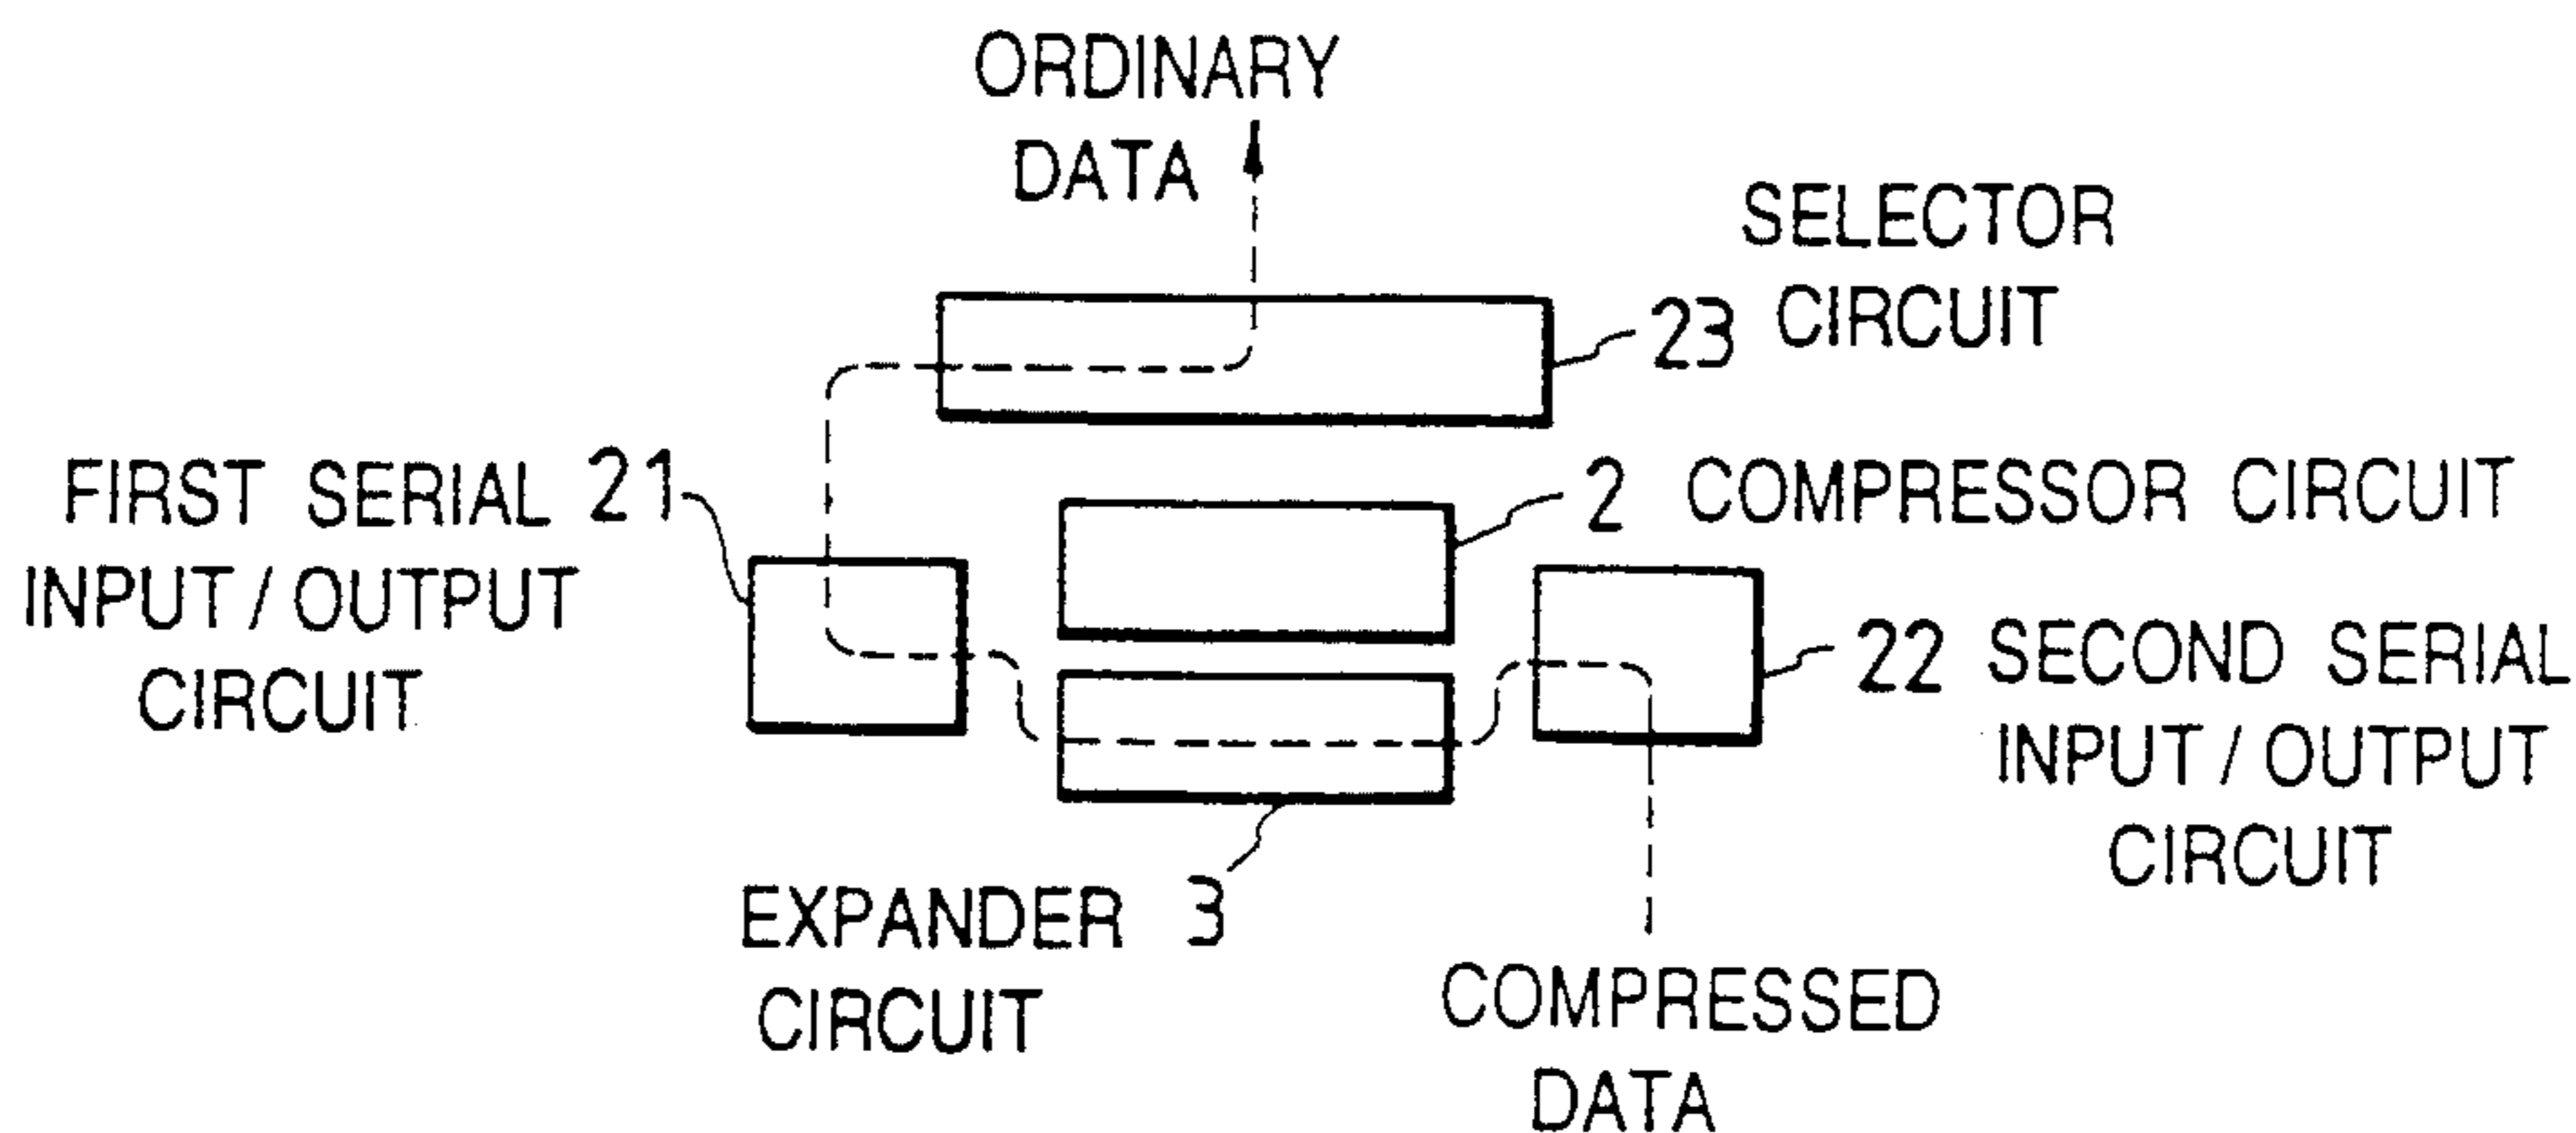 ORDINARY
DATA
SELECTOR
CIRCUIT
23
FIRST SERIAL 21
INPUT / OUTPUT
CIRCUIT
2 COMPRESSOR CIRCUIT
22 SECOND SERIAL
INPUT / OUTPUT
CIRCUIT
EXPANDER 3
CIRCUIT
COMPRESSED
DATA